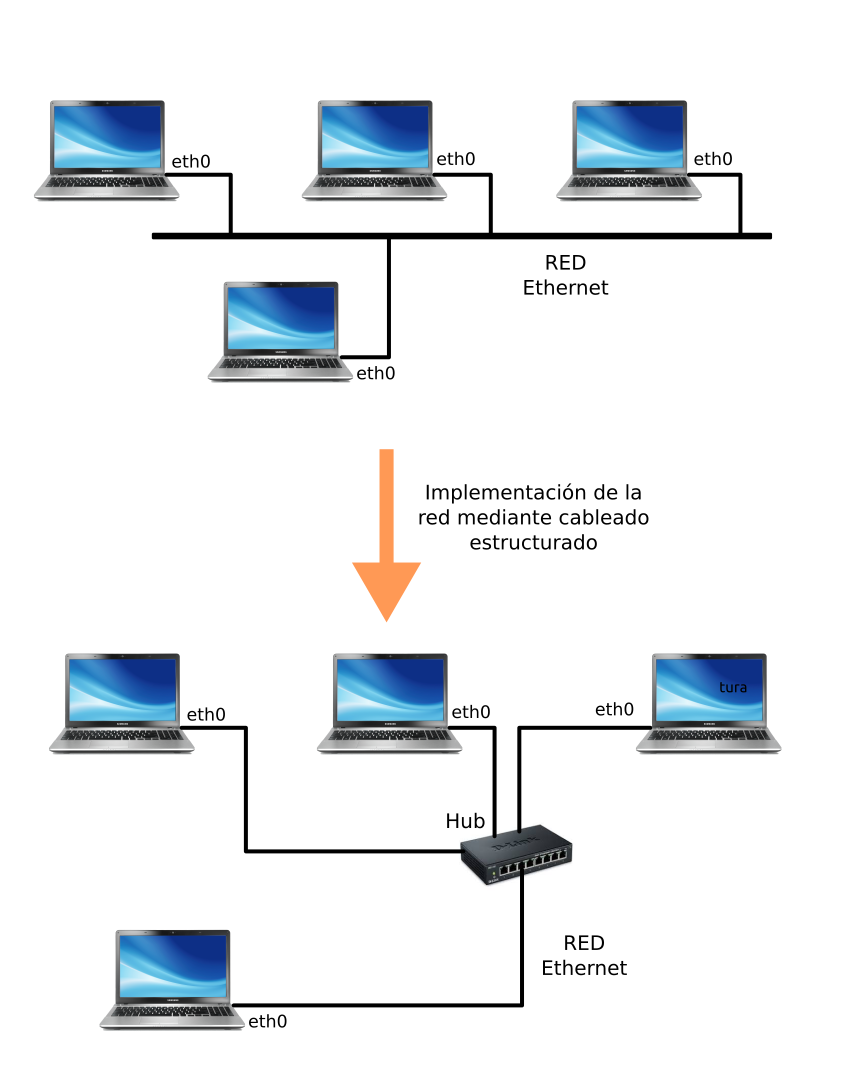 eth0
eth0
eth0
RED
Ethernet
eth0
Implementación de la
red mediante cableado
estructurado
tura
eth0
eth0
eth0
Hub
D-Link
RED
Ethernet
eth0